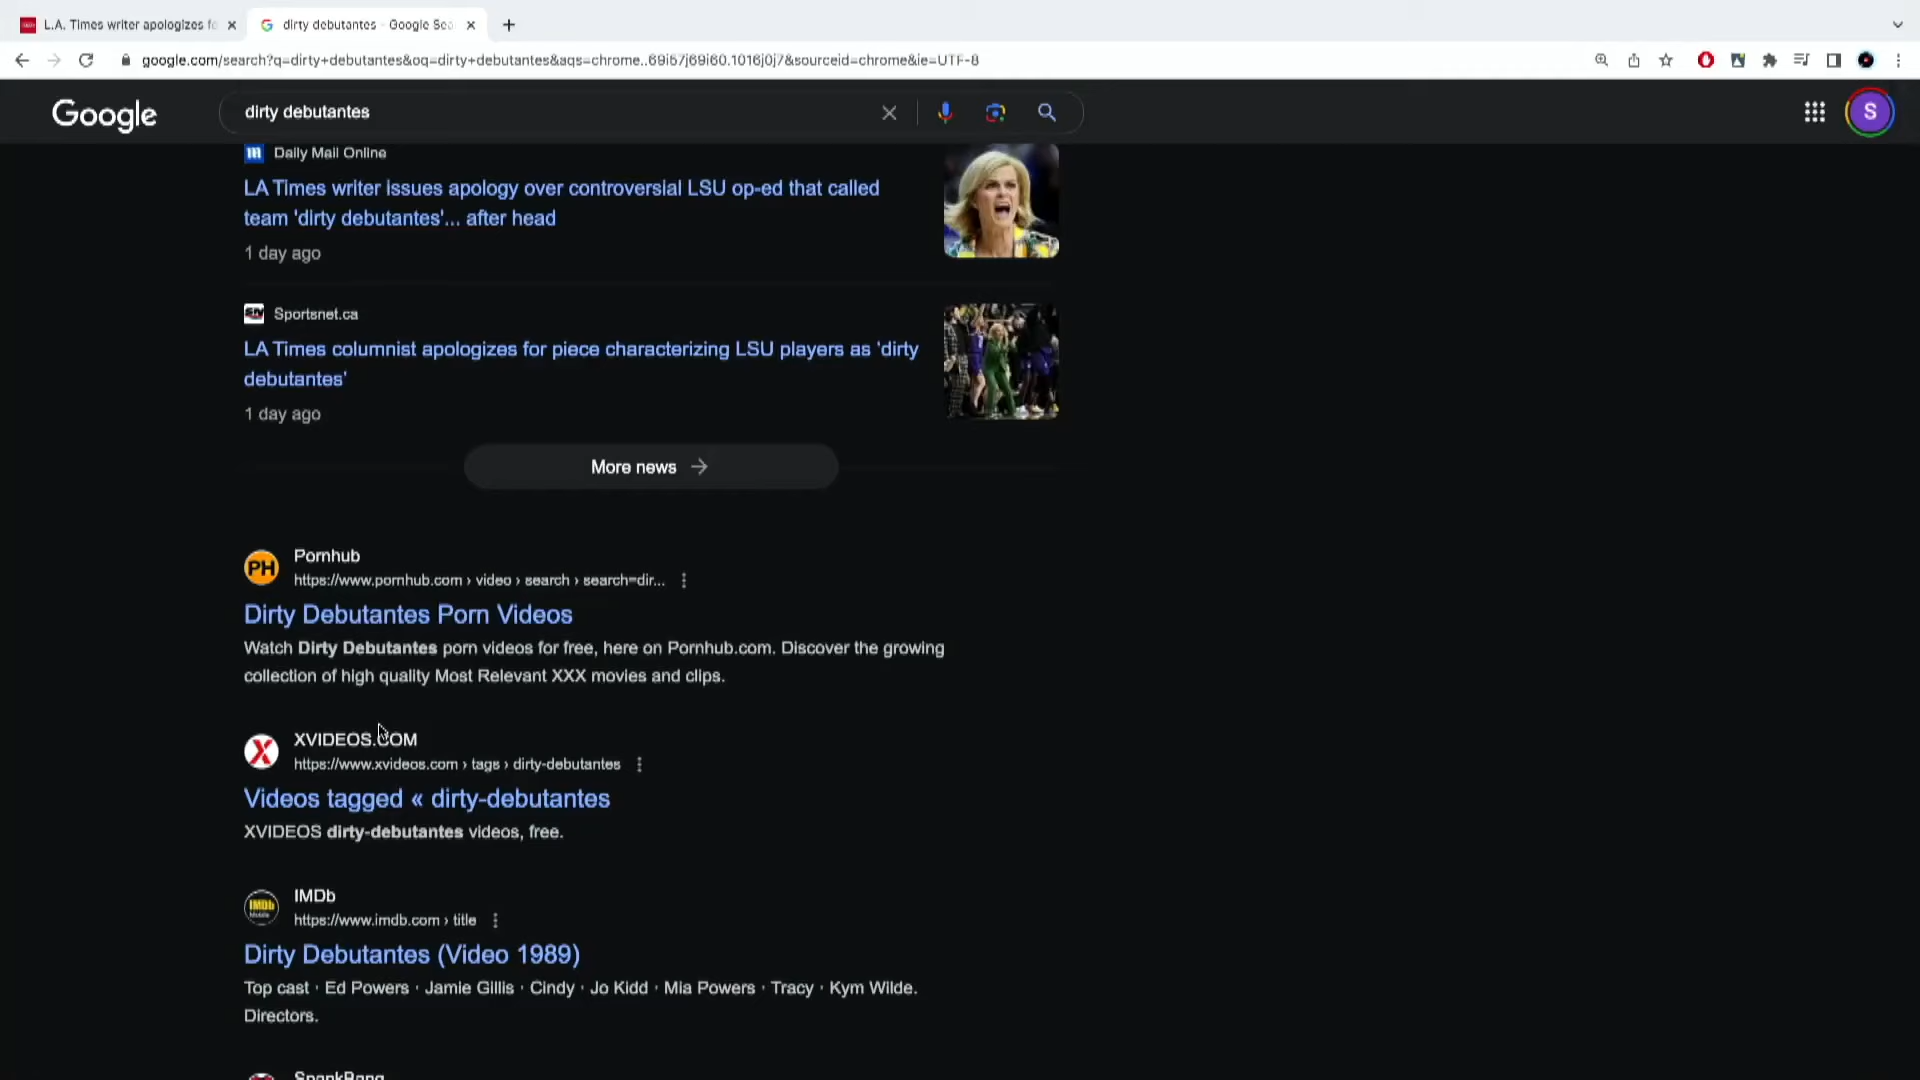 L.A. Times writer apologizes fo
dirty debutantes - Google Sea
google.com/search?q=dirty+debutantes&oq=dirty+debutantes&aqs=chrome..69i57j69i60.1016j0j7&sourceid=chrome&ie=UTF-8
Google
dirty debutantes
S
m
Daily Mail Online
LA Times writer issues apology over controversial LSU op-ed that called
team 'dirty debutantes'... after head
1 day ago
SN
Sportsnet.ca
LA Times columnist apologizes for piece characterizing LSU players as 'dirty
debutantes'
1 day ago
More news
PH
Pornhub
https://www.pornhub.com › video › search › search=dir...
Dirty Debutantes Porn Videos
Watch Dirty Debutantes porn videos for free, here on Pornhub.com. Discover the growing
collection of high quality Most Relevant XXX movies and clips.
X
XVIDEOS.COM
https://www.xvideos.com › tags › dirty-debutantes
Videos tagged « dirty-debutantes
XVIDEOS dirty-debutantes videos, free.
IMDb
IMDb
https://www.imdb.com › title
Dirty Debutantes (Video 1989)
Top cast · Ed Powers · Jamie Gillis · Cindy · Jo Kidd · Mia Powers · Tracy · Kym Wilde.
Directors.
SpankBang